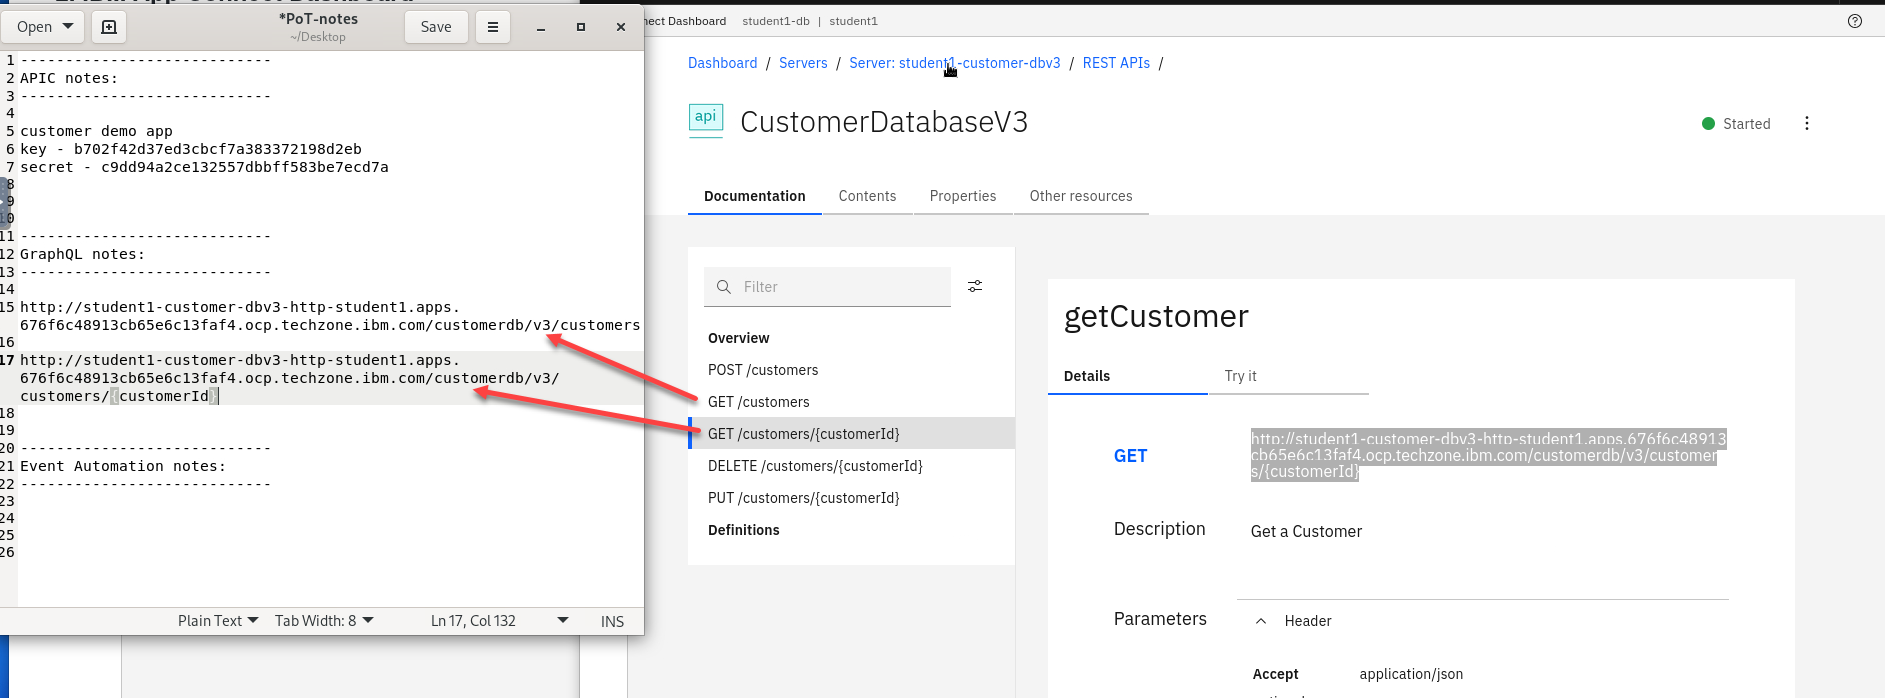 Open
*PoT-notes
~/Desktop
Save
1 ----------------------------
2 APIC notes:
3 ----------------------------
4
5 customer demo app
6 key - b702f42d37ed3cbcf7a383372198d2eb
7 secret - c9dd94a2ce132557dbbff583be7ecd7a
8
9
10
11 ----------------------------
12 GraphQL notes:
13 ----------------------------
14
15 http://student1-customer-dbv3-http-student1.apps.
676f6c48913cb65e6c13faf4.ocp.techzone.ibm.com/customerdb/v3/customers
16
17 http://student1-customer-dbv3-http-student1.apps.
676f6c48913cb65e6c13faf4.ocp.techzone.ibm.com/customerdb/v3/
customers/{customerId}
18
19
20 ----------------------------
21 Event Automation notes:
22 ----------------------------
23
24
25
26
Plain Text Tab Width: 8 Ln 17, Col 132 INS
Dashboard student1-db | student1
Dashboard / Servers / Server: student1-customer-dbv3 / REST APIs /
api CustomerDatabaseV3
Started
Documentation Contents Properties Other resources
Filter
Overview
POST /customers
GET /customers
GET /customers/{customerId}
DELETE /customers/{customerId}
PUT /customers/{customerId}
Definitions
getCustomer
Details Try it
GET
http://student1-customer-dbv3-http-student1.apps.676f6c48913
cb65e6c13faf4.ocp.techzone.ibm.com/customerdb/v3/customer
s/{customerId}
Description Get a Customer
Parameters Header
Accept application/json